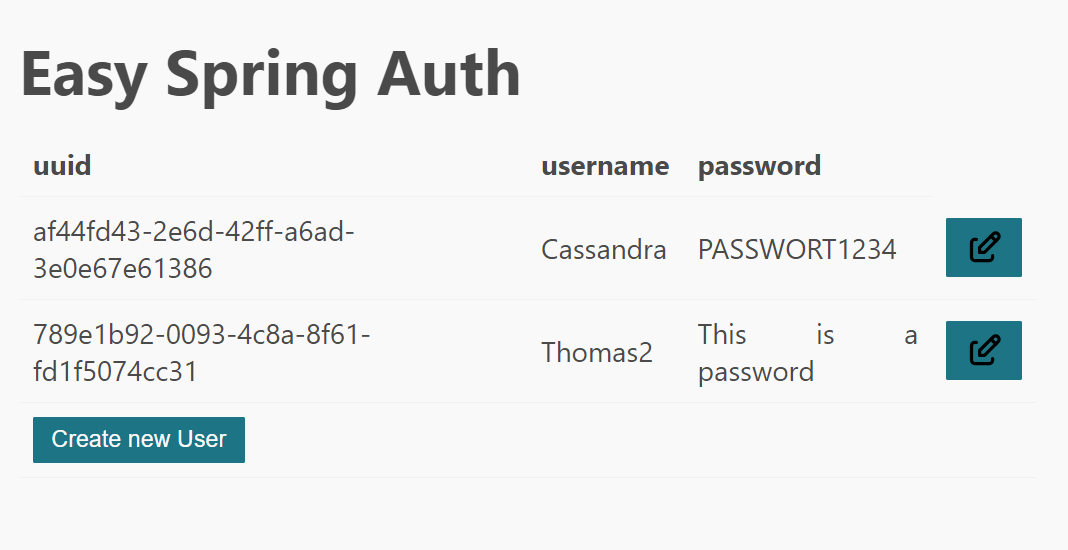 Easy Spring Auth
uuid username password
af44fd43-2e6d-42ff-a6ad-
3e0e67e61386
Cassandra PASSWORT1234
789e1b92-0093-4c8a-8f61-
fd1f5074cc31
Thomas2
This is a
password
Create new User